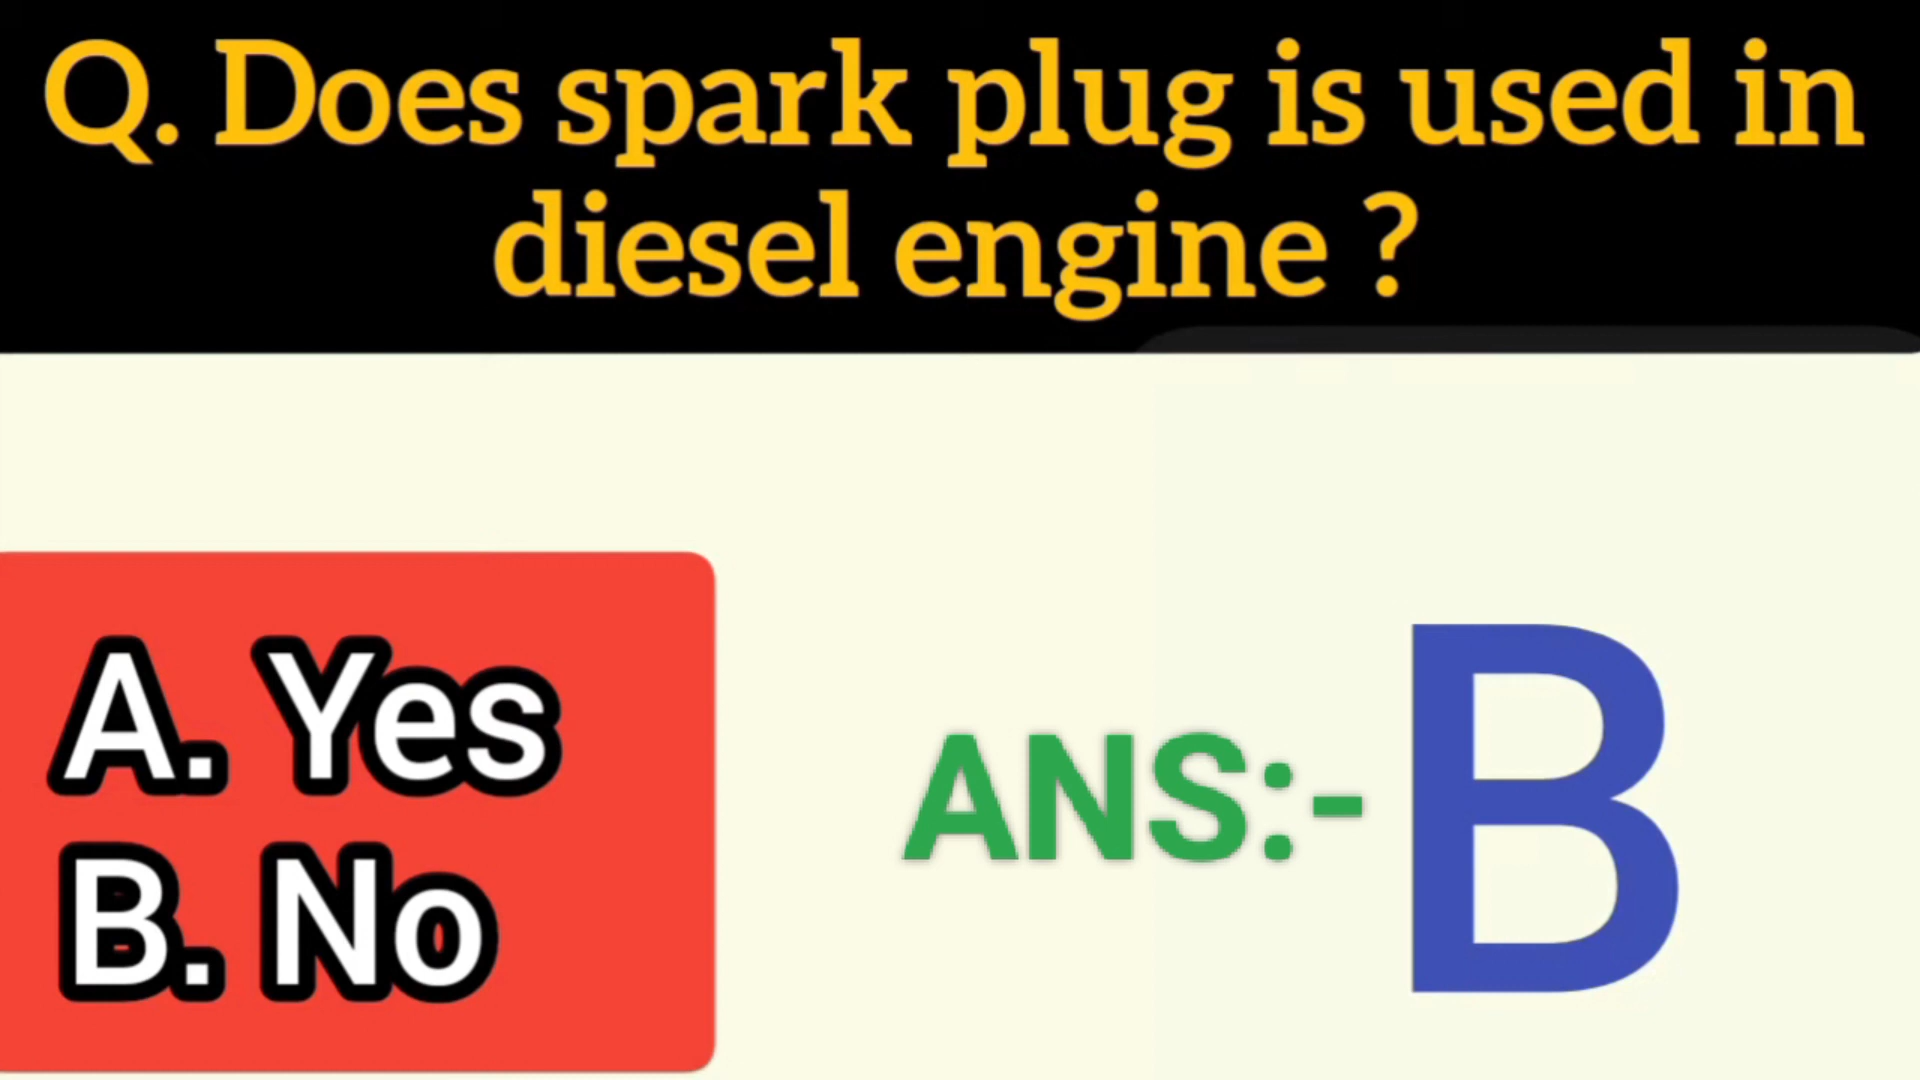 Q. Does spark plug is used in
diesel engine ?
A. Yes
B. No
ANS:- B